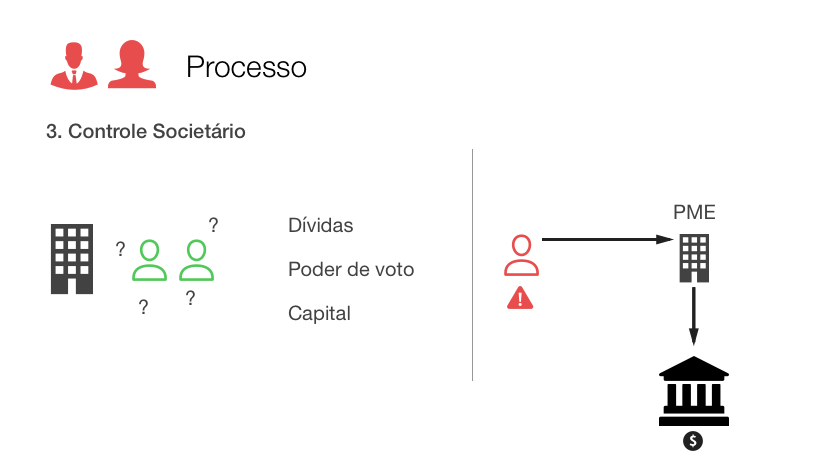 Processo
3. Controle Societário
?
?
?
?
Dívidas
Poder de voto
Capital
PME
$